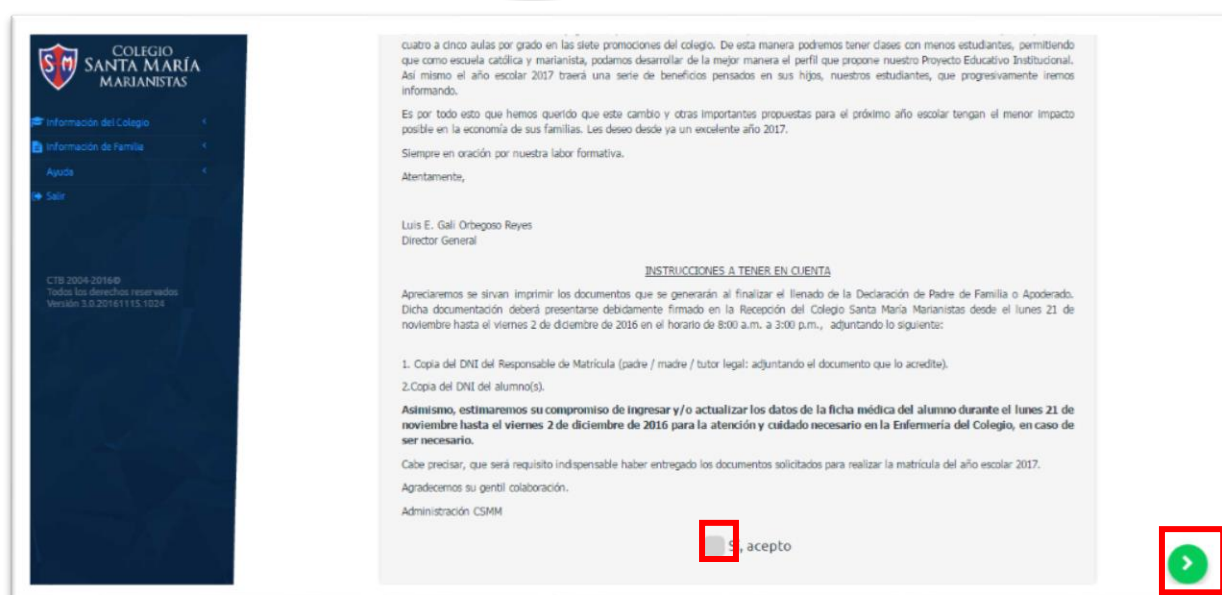 COLEGIO
SANTA MARÍA
MARIANISTAS
Información del Colegio
Información de Familia
Ayuda
Salir
CTB 2004-2016©
Todos los derechos reservados
Versión 3.0.20161115.1024
cuatro a cinco aulas por grado en las siete promociones del colegio. De esta manera podremos tener clases con menos estudiantes, permitiendo
que como escuela católica y marianista, podamos desarrollar de la mejor manera el perfil que propone nuestro Proyecto Educativo Institucional.
Así mismo el año escolar 2017 traerá una serie de beneficios pensados en sus hijos, nuestros estudiantes, que progresivamente iremos
informando.
Es por todo esto que hemos querido que este cambio y otras importantes propuestas para el próximo año escolar tengan el menor impacto
posible en la economía de sus familias. Les deseo desde ya un excelente año 2017.
Siempre en oración por nuestra labor formativa.
Atentamente,
Luis E. Gali Orbegoso Reyes
Director General
INSTRUCCIONES A TENER EN CUENTA
Apreciaremos se sirvan imprimir los documentos que se generarán al finalizar el llenado de la Declaración de Padre de Familia o Apoderado.
Dicha documentación deberá presentarse debidamente firmado en la Recepción del Colegio Santa María Marianistas desde el lunes 21 de
noviembre hasta el viernes 2 de diciembre de 2016 en el horario de 8:00 a.m. a 3:00 p.m., adjuntando lo siguiente:
1. Copia del DNI del Responsable de Matrícula (padre / madre / tutor legal: adjuntando el documento que lo acredite).
2.Copia del DNI del alumno(s).
Asimismo, estimaremos su compromiso de ingresar y/o actualizar los datos de la ficha médica del alumno durante el lunes 21 de
noviembre hasta el viernes 2 de diciembre de 2016 para la atención y cuidado necesario en la Enfermería del Colegio, en caso de
ser necesario.
Cabe precisar, que será requisito indispensable haber entregado los documentos solicitados para realizar la matrícula del año escolar 2017.
Agradecemos su gentil colaboración.
Administración CSMM
Si, acepto